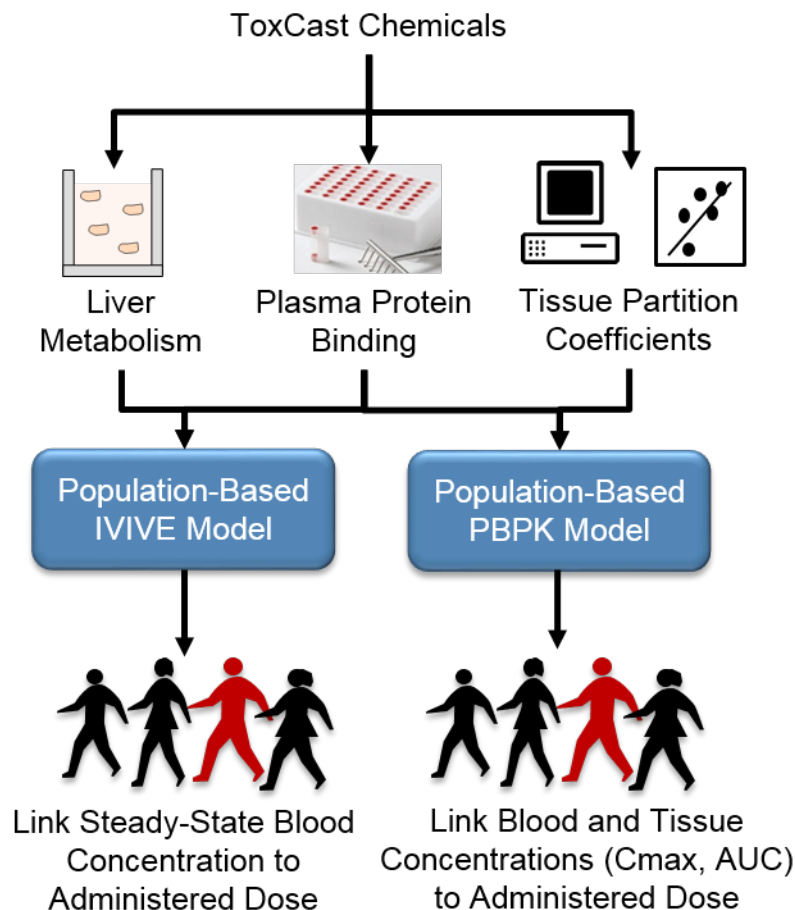 ToxCast Chemicals
Liver
Metabolism
Plasma Protein
Binding
Tissue Partition
Coefficients
Population-Based
IVIVE Model
Population-Based
PBPK Model
Link Steady-State Blood
Concentration to
Administered Dose
Link Blood and Tissue
Concentrations (Cmax, AUC)
to Administered Dose